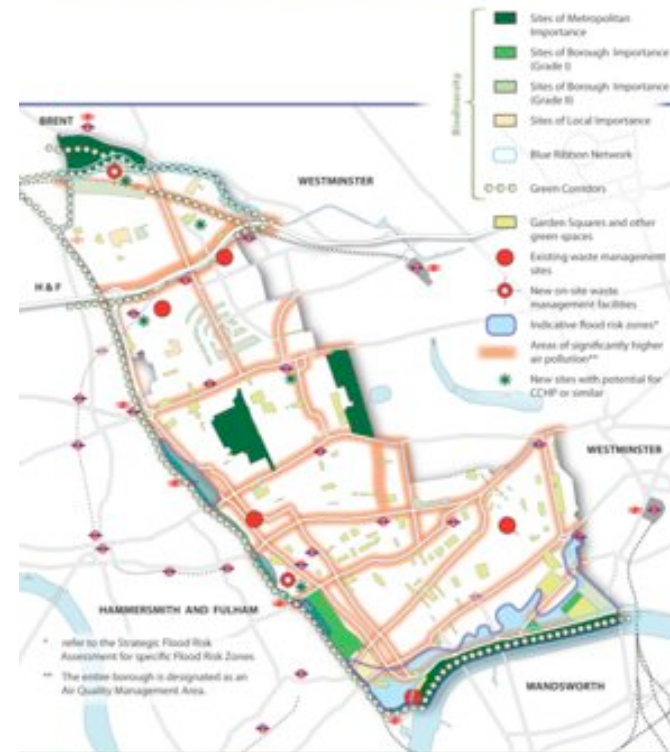 Sites of Metropolitan
Importance
Sites of Borough Importance
(Grade I)
Sites of Borough Importance
(Grade II)
Sites of Local Importance
Blue Ribbon Network
Green Corridors
Biodiversity
Garden Squares and other
green spaces
Existing waste management
sites
New on-site waste
management facilities
Indicative flood risk zones*
Areas of significantly higher
air pollution**
New sites with potential for
CCHP or similar
BRENT
WESTMINSTER
H & F
WESTMINSTER
HAMMERSMITH AND FULHAM
WANDSWORTH
* refer to the Strategic Flood Risk
Assessment for specific Flood Risk Zones
** The entire borough is designated as an
Air Quality Management Area.